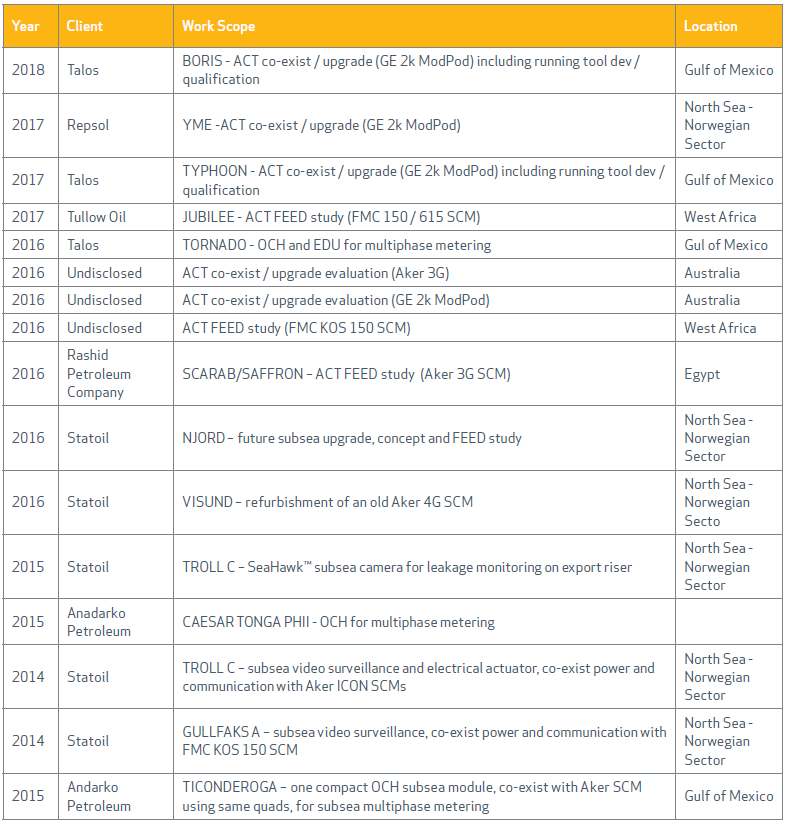 Year Client Work Scope Location
2018 Talos BORIS - ACT co-exist / upgrade (GE 2k ModPod) including running tool dev /
qualification Gulf of Mexico
2017 Repsol YME -ACT co-exist / upgrade (GE 2k ModPod) North Sea -
Norwegian
Sector
2017 Talos TYPHOON - ACT co-exist / upgrade (GE 2k ModPod) including running tool dev /
qualification Gulf of Mexico
2017 Tullow Oil JUBILEE - ACT FEED study (FMC 150 / 615 SCM) West Africa
2016 Talos TORNADO - OCH and EDU for multiphase metering Gul of Mexico
2016 Undisclosed ACT co-exist / upgrade evaluation (Aker 3G) Australia
2016 Undisclosed ACT co-exist / upgrade evaluation (GE 2k ModPod) Australia
2016 Undisclosed ACT FEED study (FMC KOS 150 SCM) West Africa
2016 Rashid
Petroleum
Company SCARAB/SAFFRON – ACT FEED study (Aker 3G SCM) Egypt
2016 Statoil NJORD – future subsea upgrade, concept and FEED study North Sea -
Norwegian
Sector
2016 Statoil VISUND – refurbishment of an old Aker 4G SCM North Sea -
Norwegian
Secto
2015 Statoil TROLL C – SeaHawk™ subsea camera for leakage monitoring on export riser North Sea -
Norwegian
Sector
2015 Anadarko
Petroleum CAESAR TONGA PHII - OCH for multiphase metering
2014 Statoil TROLL C – subsea video surveillance and electrical actuator, co-exist power and
communication with Aker ICON SCMs North Sea -
Norwegian
Sector
2014 Statoil GULLFAKS A – subsea video surveillance, co-exist power and communication with
FMC KOS 150 SCM North Sea -
Norwegian
Sector
2015 Andarko
Petroleum TICONDEROGA – one compact OCH subsea module, co-exist with Aker SCM
using same quads, for subsea multiphase metering Gulf of Mexico